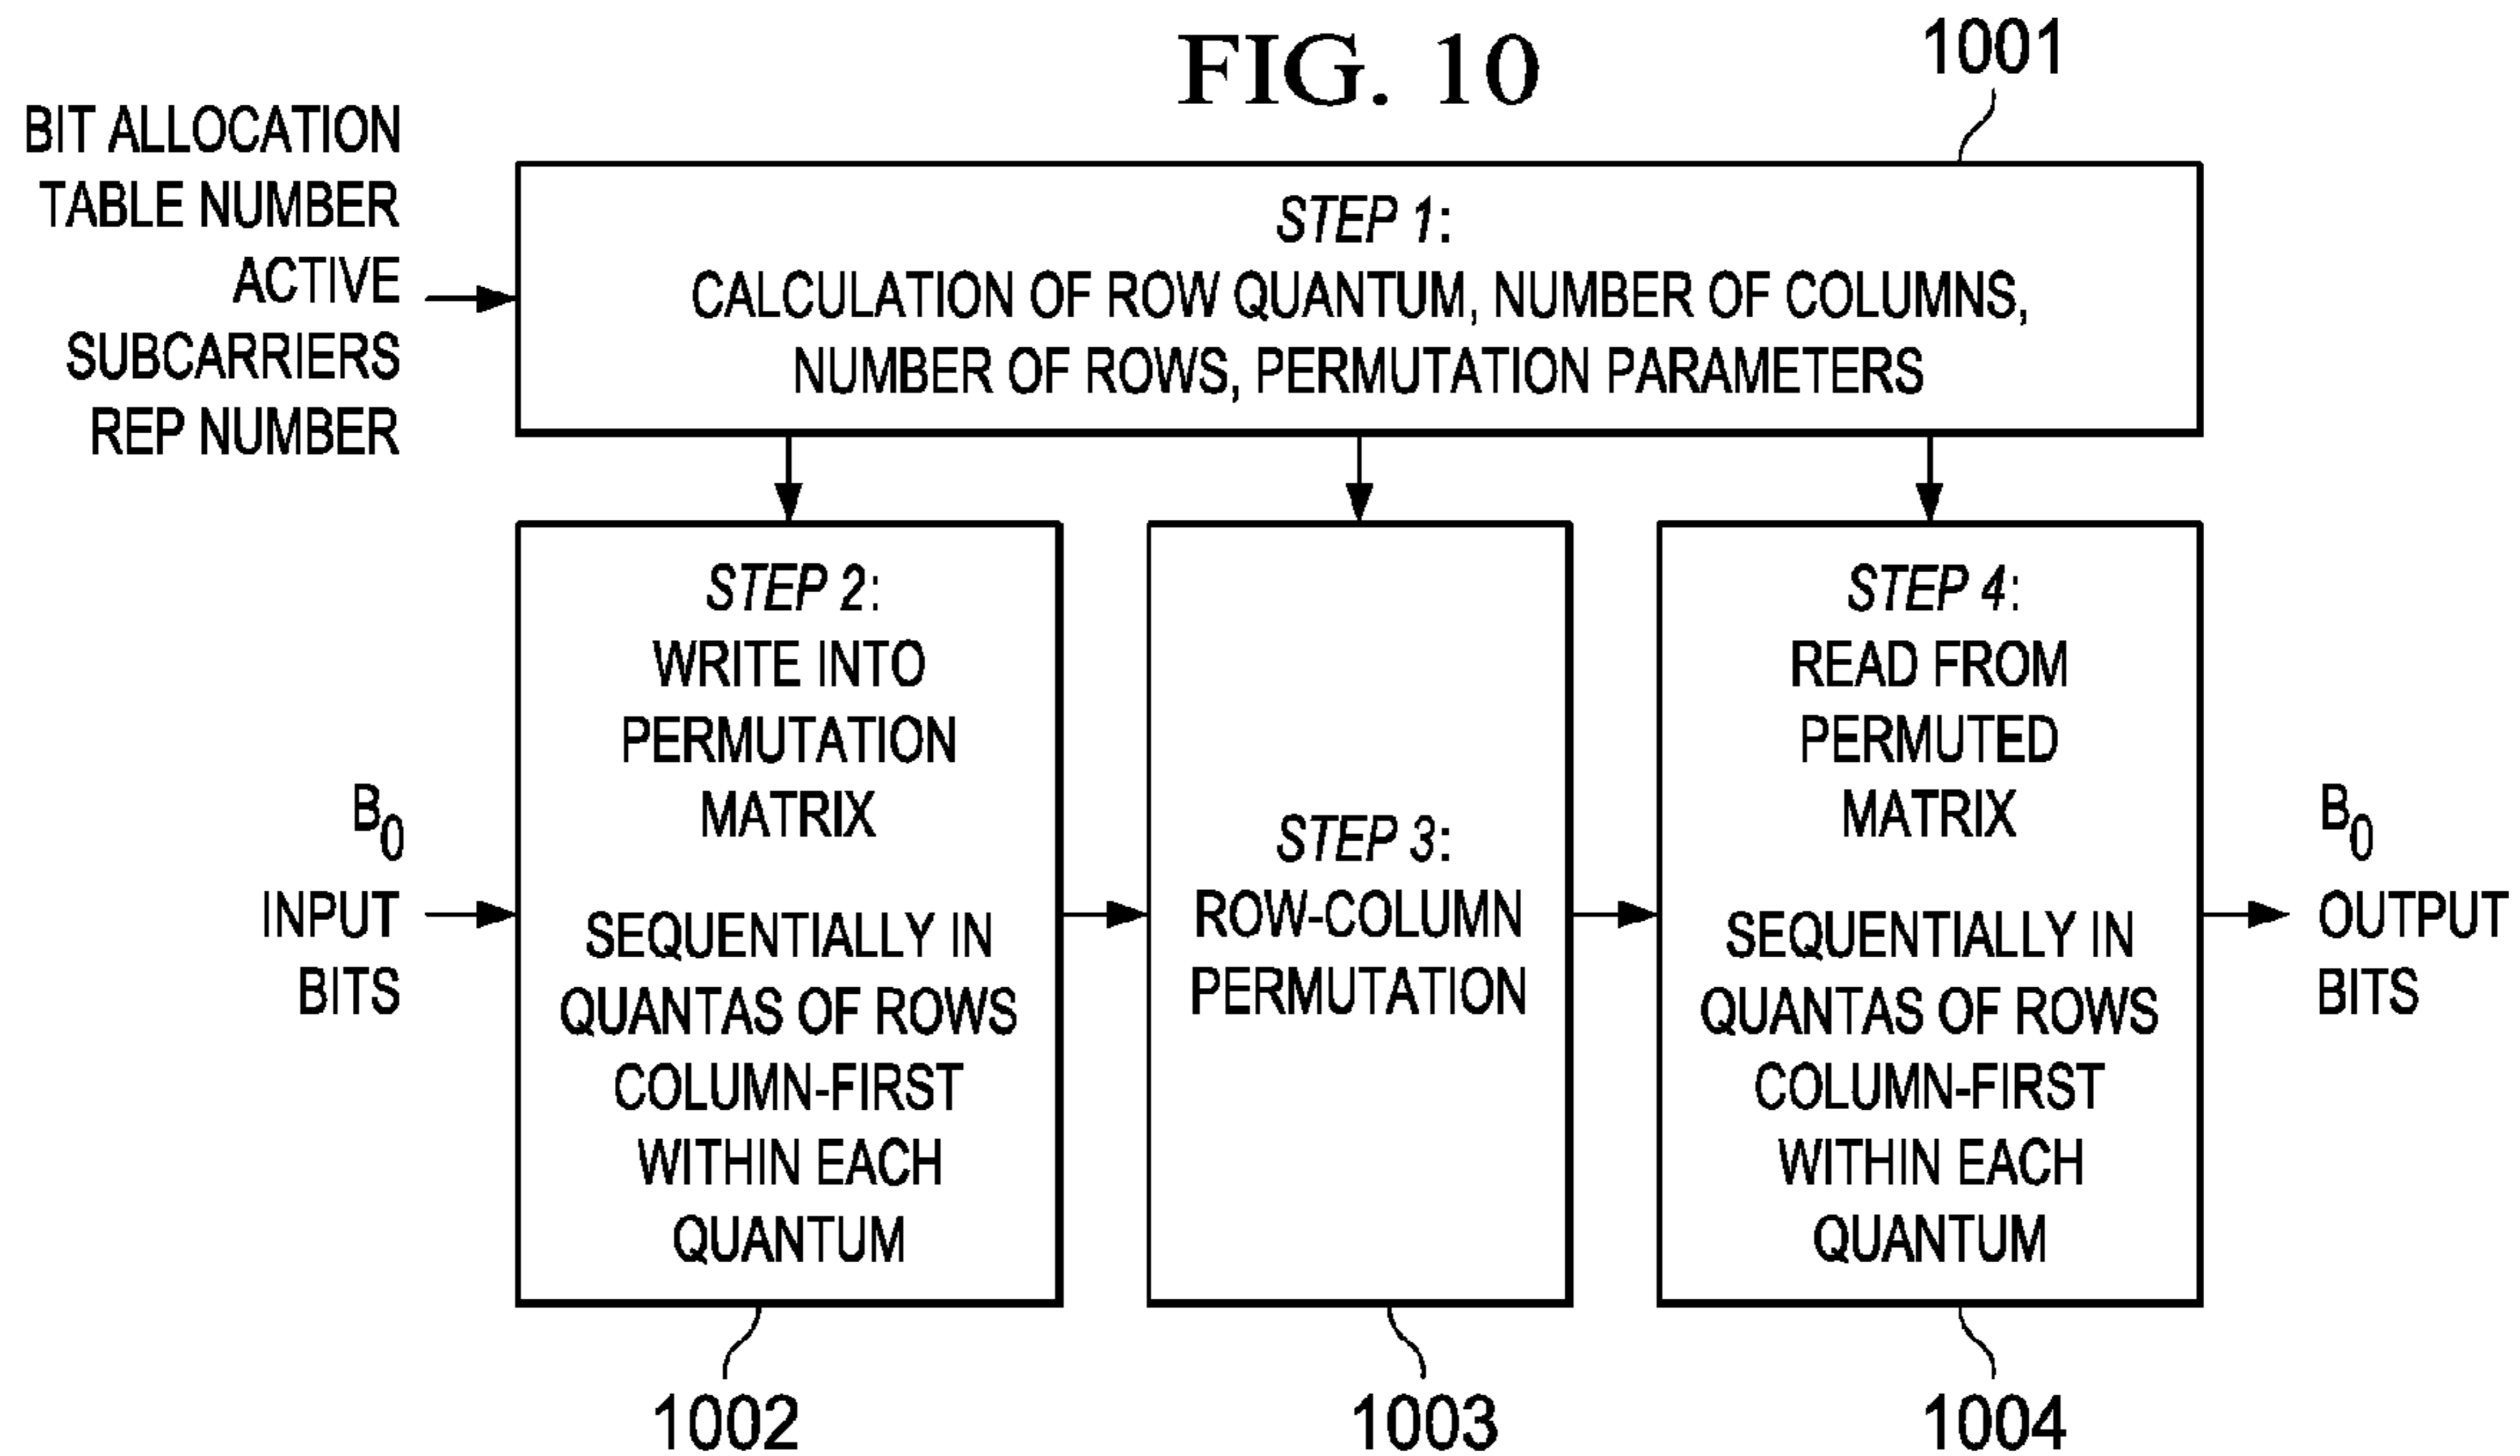 FIG. 10
1001
BIT ALLOCATION
TABLE NUMBER
ACTIVE
SUBCARRIERS
REP NUMBER
STEP 1:
CALCULATION OF ROW QUANTUM, NUMBER OF COLUMNS,
NUMBER OF ROWS, PERMUTATION PARAMETERS
B0
INPUT
BITS
STEP 2:
WRITE INTO
PERMUTATION
MATRIX
SEQUENTIALLY IN
QUANTAS OF ROWS
COLUMN-FIRST
WITHIN EACH
QUANTUM
STEP 3:
ROW-COLUMN
PERMUTATION
STEP 4:
READ FROM
PERMUTED
MATRIX
SEQUENTIALLY IN
QUANTAS OF ROWS
COLUMN-FIRST
WITHIN EACH
QUANTUM
B0
OUTPUT
BITS
1002
1003
1004